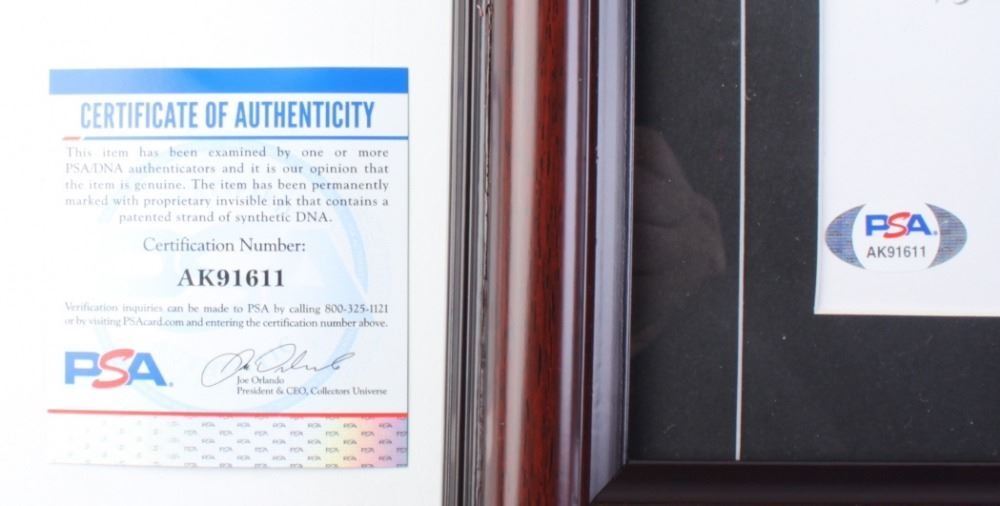 CERTIFICATE OF AUTHENTICITY
This item has been examined by one or more
PSA/DNA authenticators and it is our opinion that
the item is genuine. The item has been permanently
marked with proprietary invisible ink that contains a
patented strand of synthetic DNA.
Certification Number:
AK91611
Verification inquiries can be made to PSA by calling 800-325-1121
or by visiting PSAcard.com and entering the certification number above.
PSA.
Joe Orlando
President & CEO, Collectors Universe
PSA.
AK91611